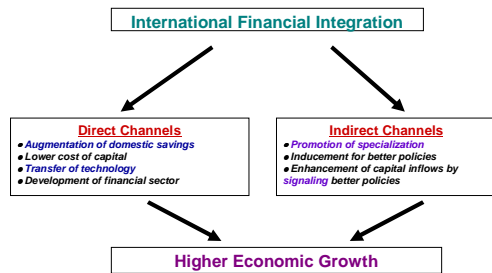 International Financial Integration
Direct Channels
● Augmentation of domestic savings
● Lower cost of capital
● Transfer of technology
● Development of financial sector
Indirect Channels
● Promotion of specialization
● Inducement for better policies
● Enhancement of capital inflows by
signaling better policies
Higher Economic Growth